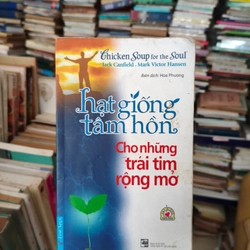 Chicken Soup for the Soul
Jack Canfield - Mark Victor Hansen
Biên dịch: Hoa Phượng
hạt giống
tâm hồn
Cho những
trái tim
rộng mở